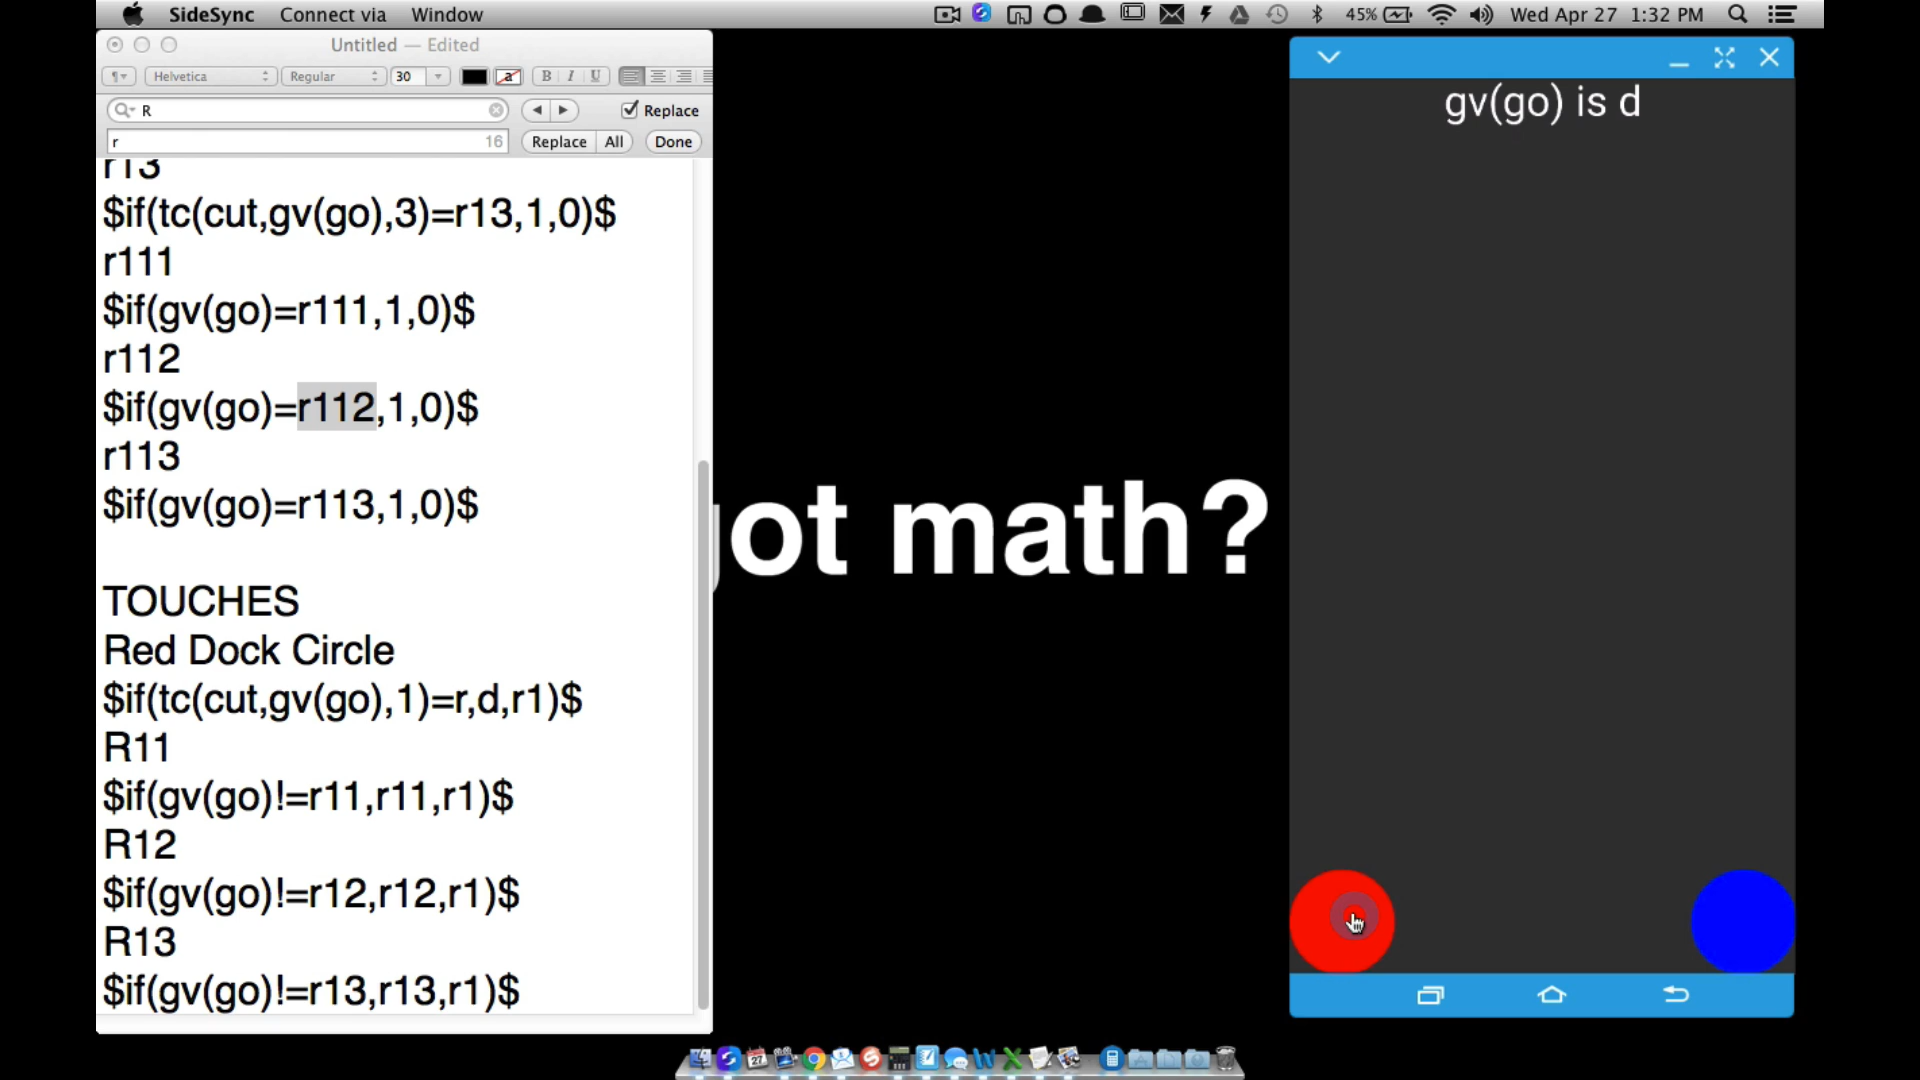 SideSync Connect via Window
45% Wed Apr 27 1:32 PM
Untitled — Edited
Helvetica Regular 30 a B I U
R Replace
r 16 Replace All Done
r13
$if(tc(cut,gv(go),3)=r13,1,0)$
r111
$if(gv(go)=r111,1,0)$
r112
$if(gv(go)=r112,1,0)$
r113
$if(gv(go)=r113,1,0)$
TOUCHES
Red Dock Circle
$if(tc(cut,gv(go),1)=r,d,r1)$
R11
$if(gv(go)!=r11,r11,r1)$
R12
$if(gv(go)!=r12,r12,r1)$
R13
$if(gv(go)!=r13,r13,r1)$
got math?
gv(go) is d